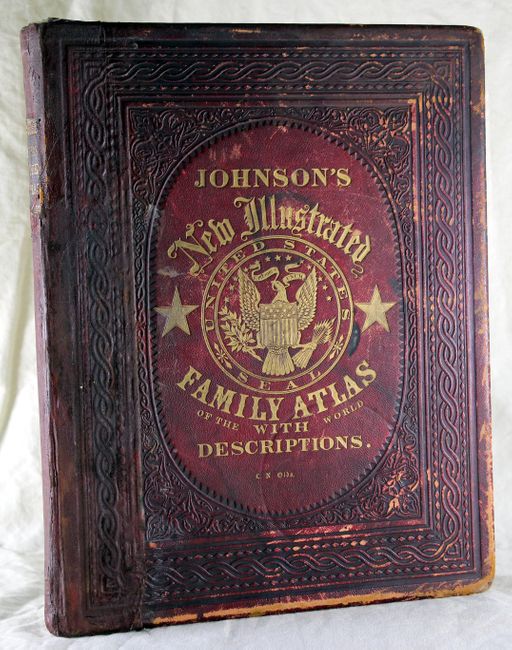 JOHNSON'S
New Illustrated
UNITED STATES
SEAL
FAMILY ATLAS
OF THE WORLD
WITH
DESCRIPTIONS.